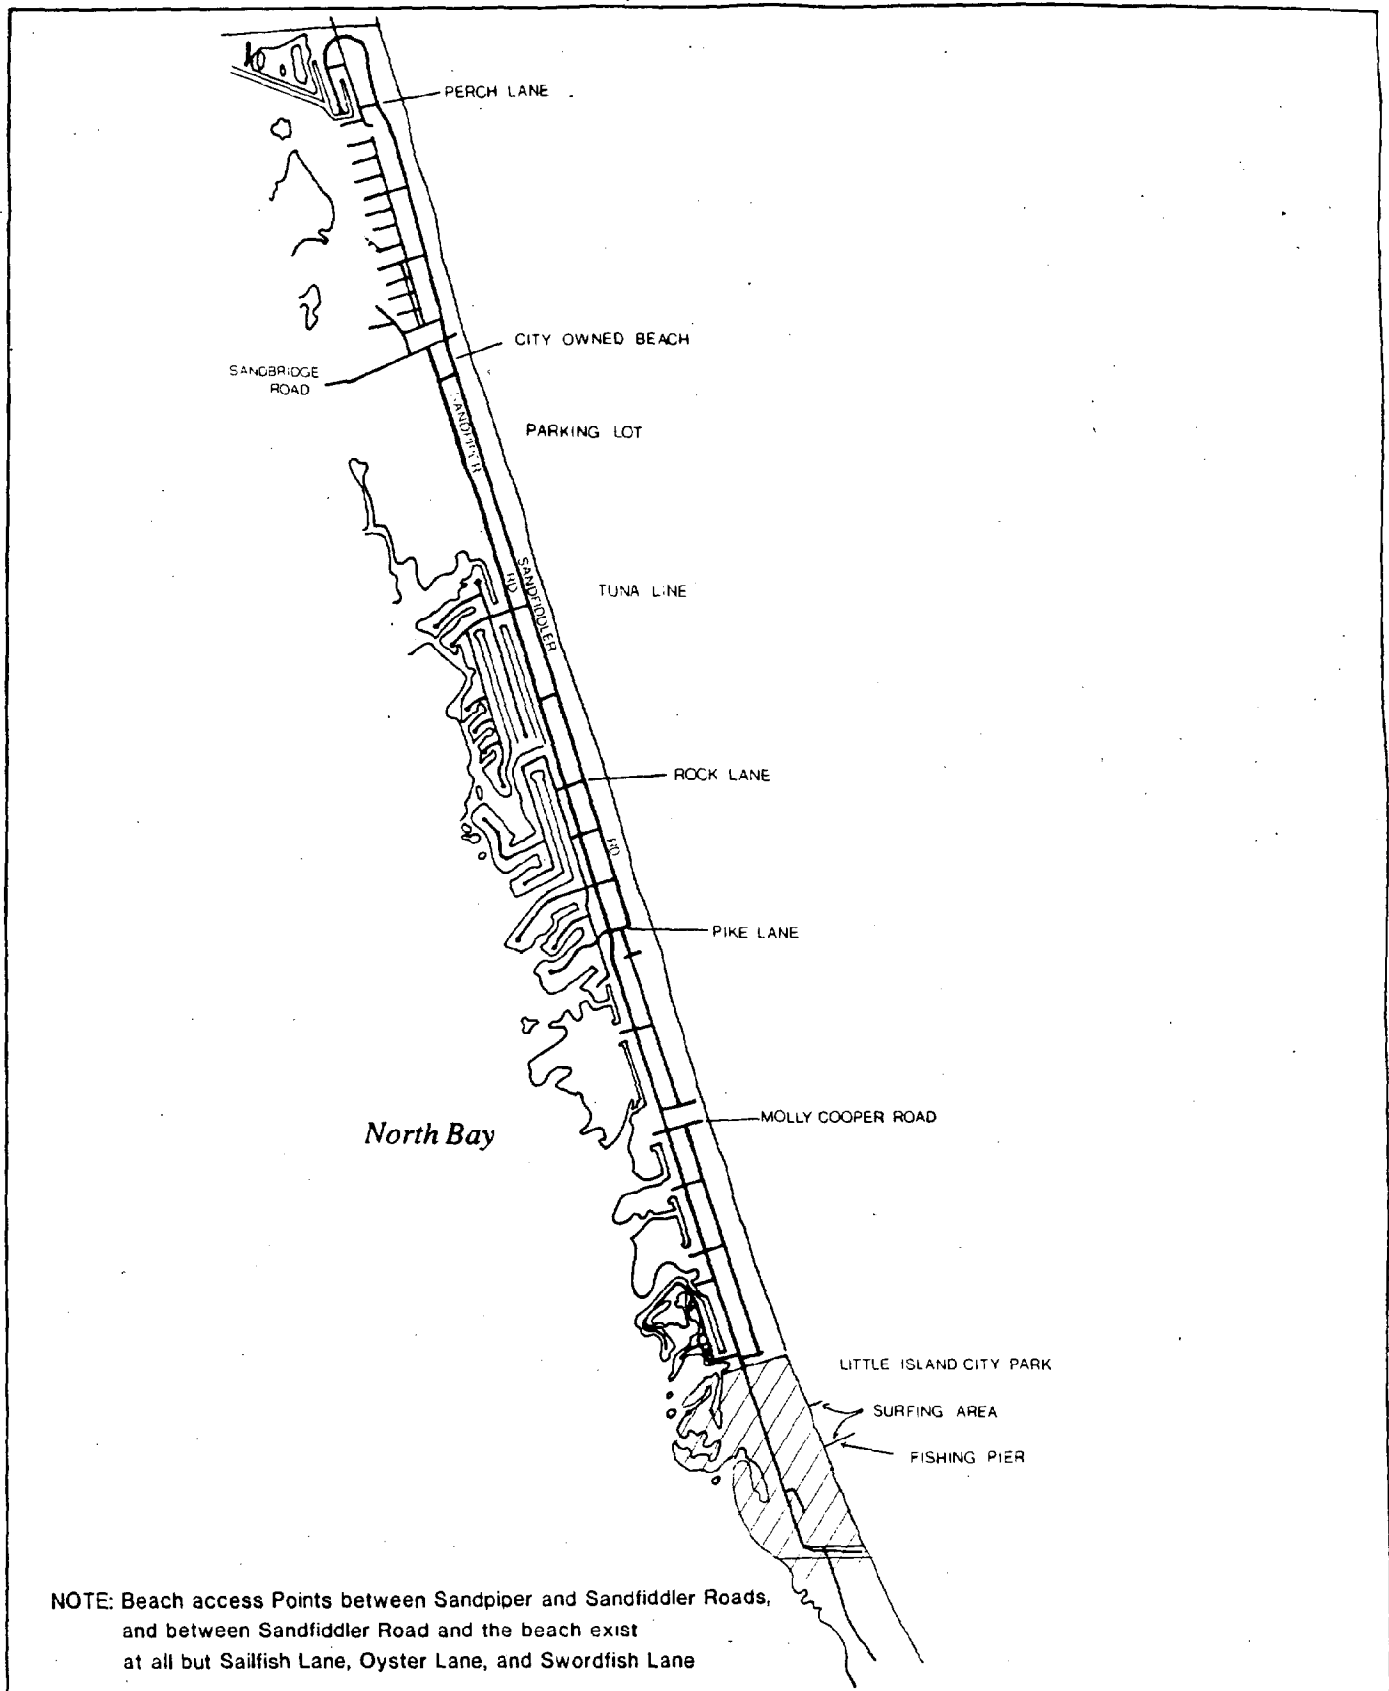 PERCH LANE
CITY OWNED BEACH
SANDBRIDGE
ROAD
SANDPIPER
PARKING LOT
RD
SANDFIDDLER
TUNA LINE
ROCK LANE
RD
PIKE LANE
MOLLY COOPER ROAD
North Bay
LITTLE ISLAND CITY PARK
SURFING AREA
FISHING PIER
NOTE: Beach access Points between Sandpiper and Sandfiddler Roads,
and between Sandfiddler Road and the beach exist
at all but Sailfish Lane, Oyster Lane, and Swordfish Lane